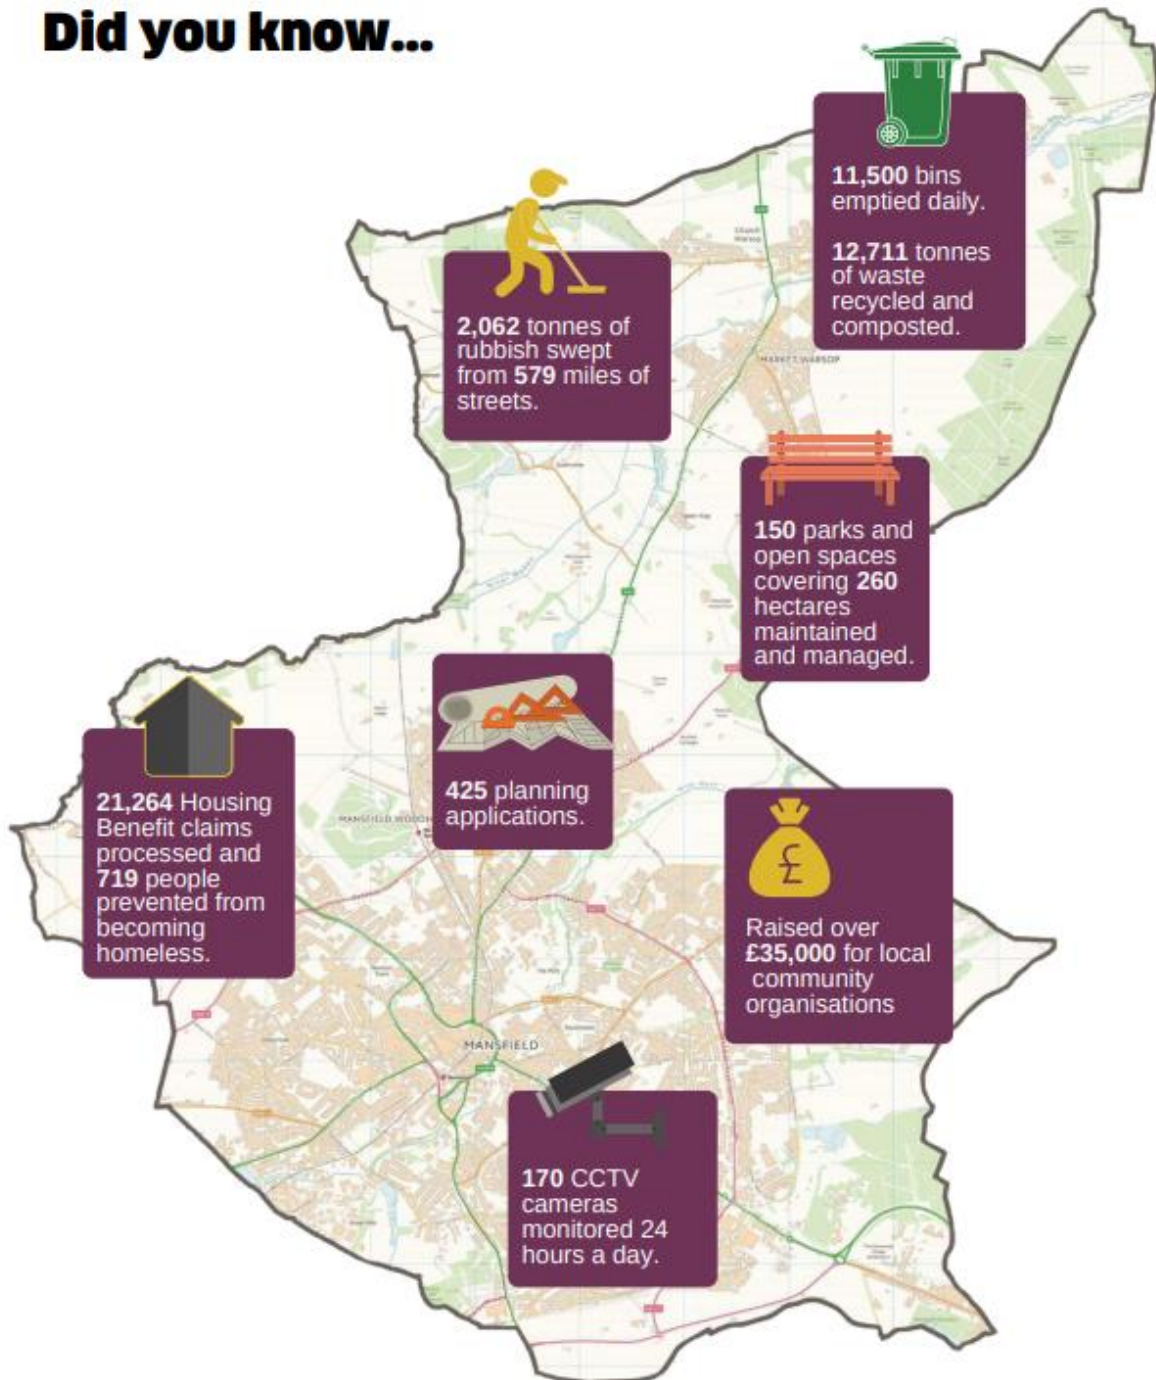 Did you know...
11,500 bins
emptied daily.
12,711 tonnes
of waste
recycled and
composted.
2,062 tonnes of
rubbish swept
from 579 miles of
streets.
MARKET WARSOP
150 parks and
open spaces
covering 260
hectares
maintained
and managed.
425 planning
applications.
21,264 Housing
Benefit claims
processed and
719 people
prevented from
becoming
homeless.
MANSFIELD
£
Raised over
£35,000 for local
community
organisations
MANSFIELD
170 CCTV
cameras
monitored 24
hours a day.